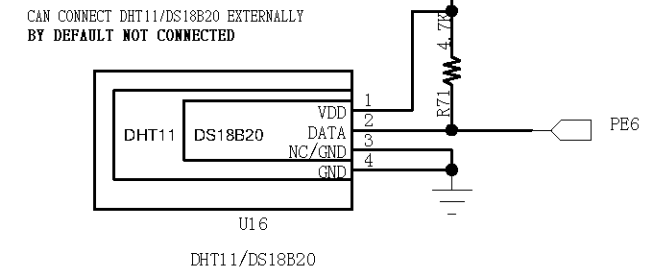 CAN CONNECT DHT11/DS18B20 EXTERNALLY
BY DEFAULT NOT CONNECTED
4.7K
R71
DHT11
DS18B20
VDD
DATA
NC/GND
GND
1
2
3
4
PE6
U16
DHT11/DS18B20